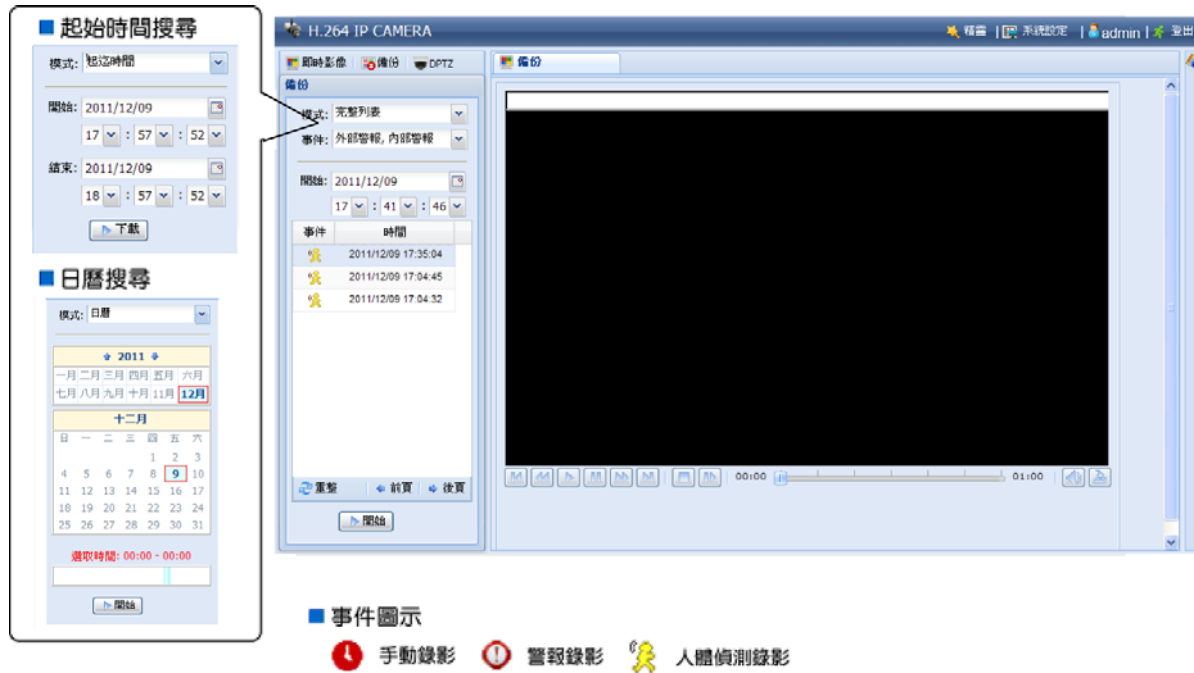 起始時間搜尋
模式: 起迄時間
開始: 2011/12/09
17 : 57 : 52
結束: 2011/12/09
18 : 57 : 52
下載
日曆搜尋
模式: 日曆
2011
一月 二月 三月 四月 五月 六月
七月 八月 九月 十月 11月 12月
十二月
日 一 二 三 四 五 六
1 2 3
4 5 6 7 8 9 10
11 12 13 14 15 16 17
18 19 20 21 22 23 24
25 26 27 28 29 30 31
選取時間: 00:00 - 00:00
開始
H.264 IP CAMERA
精靈 | 系統設定 | admin | 登出
即時影像 備份 DPTZ
備份
模式: 完整列表
事件: 外部警報, 內部警報
開始: 2011/12/09
17 : 41 : 46
事件 時間
2011/12/09 17:35:04
2011/12/09 17:04:45
2011/12/09 17:04:32
重整 前頁 後頁
開始
備份
00:00 01:00
事件圖示
手動錄影 警報錄影 人體偵測錄影